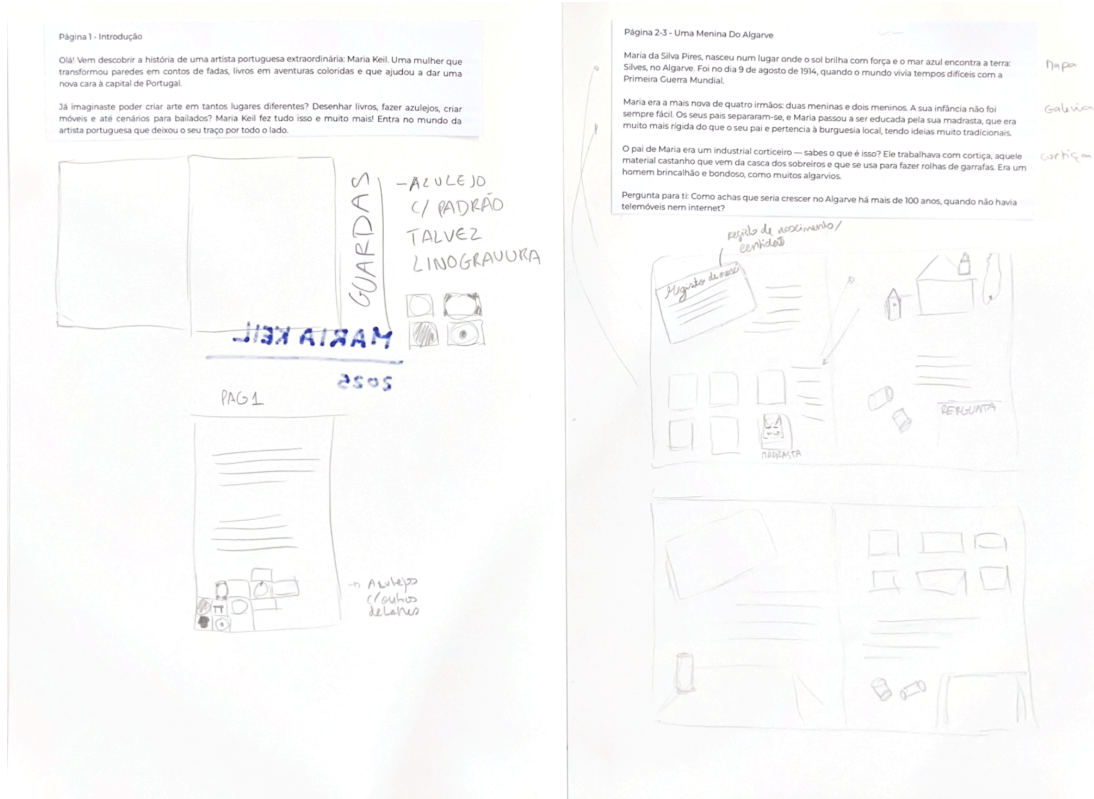 Página 1 - Introdução
Olá! Vem descobrir a história de uma artista portuguesa extraordinária: Maria Keil. Uma mulher que
transformou paredes em contos de fadas, livros em aventuras coloridas e que ajudou a dar uma
nova cara à capital de Portugal.
Já imaginaste poder criar arte em tantos lugares diferentes? Desenhar livros, fazer azulejos, criar
móveis e até cenários para bailados? Maria Keil fez tudo isso e muito mais! Entra no mundo da
artista portuguesa que deixou o seu traço por todo o lado.
GUARDAS
- AZULEJO
C/ PADRÃO
TALVEZ
LINOGRAVURA
MARIA KEIL
2025
PAG 1
→ Azulejos
c/ outros
detalhes
Página 2-3 - Uma Menina Do Algarve
Maria da Silva Pires, nasceu num lugar onde o sol brilha com força e o mar azul encontra a terra:
Silves, no Algarve. Foi no dia 9 de agosto de 1914, quando o mundo vivia tempos difíceis com a
Primeira Guerra Mundial.
Maria era a mais nova de quatro irmãos: duas meninas e dois meninos. A sua infância não foi
sempre fácil. Os seus pais separaram-se, e Maria passou a ser educada pela sua madrasta, que era
muito mais rígida do que o seu pai e pertencia à burguesia local, tendo ideias muito tradicionais.
O pai de Maria era um industrial corticeiro — sabes o que é isso? Ele trabalhava com cortiça, aquele
material castanho que vem da casca dos sobreiros e que se usa para fazer rolhas de garrafas. Era um
homem brincalhão e bondoso, como muitos algarvios.
Pergunta para ti: Como achas que seria crescer no Algarve há mais de 100 anos, quando não havia
telemóveis nem internet?
Mapa
Galeria
Cortiça
registo de nascimento/
certidão
Registo de nasc
MADRASTA
PERGUNTA